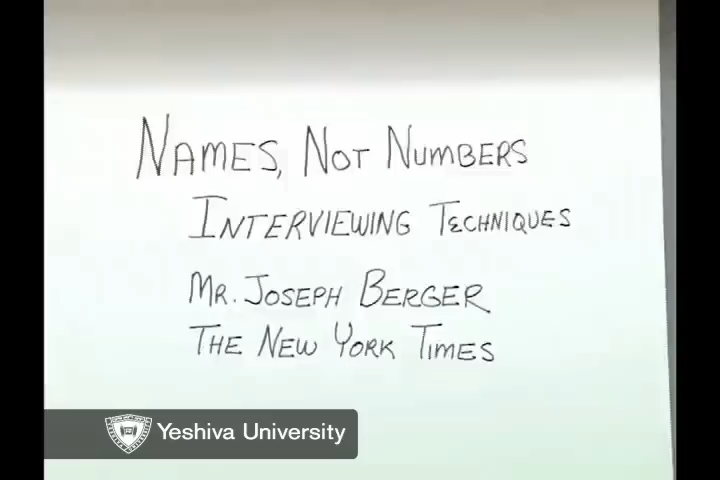 NAMES, NOT NUMBERS
INTERVIEWING TECHNIQUES
MR. JOSEPH BERGER
THE NEW YORK TIMES
Yeshiva University